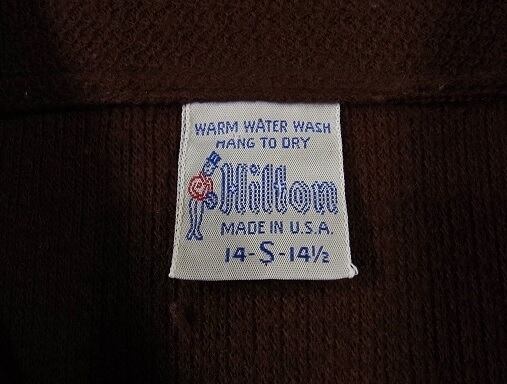 WARM WATER WASH
HANG TO DRY
Hilton
MADE IN U.S.A.
14-S-14½